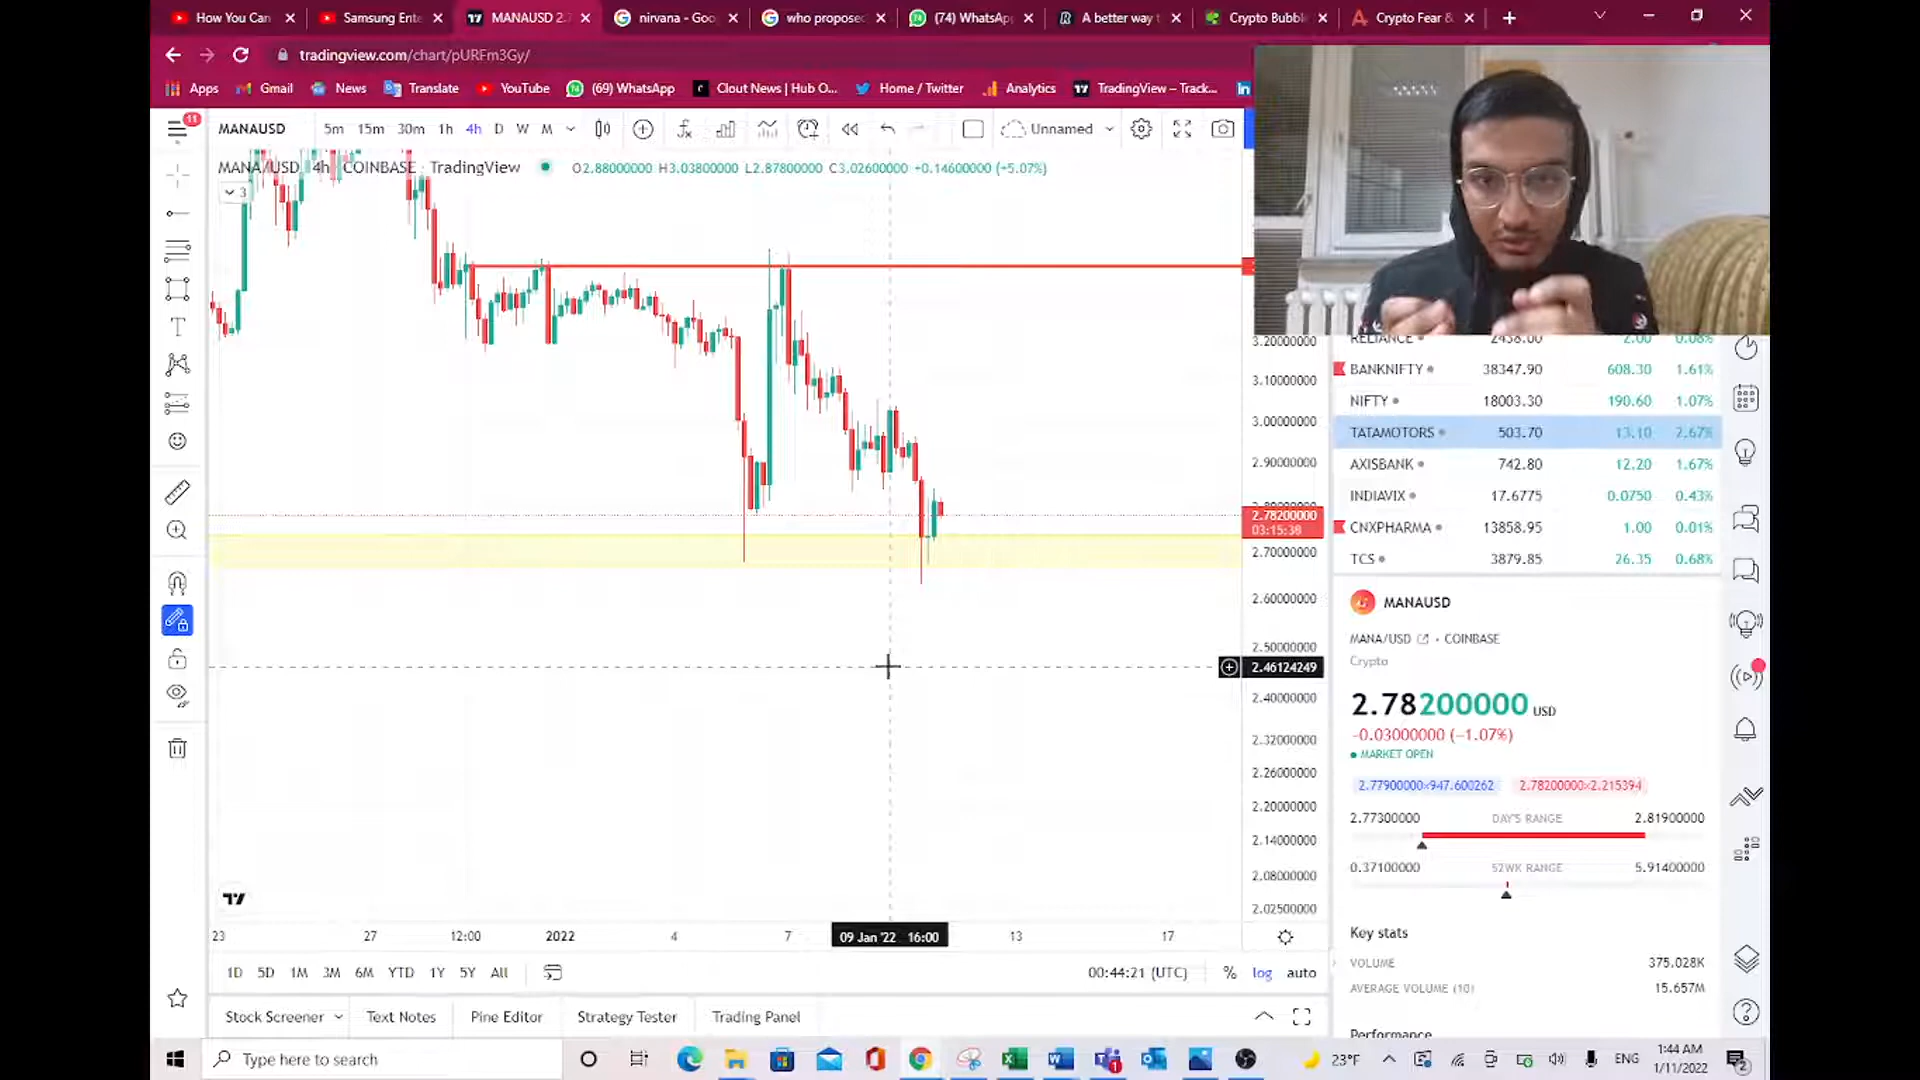 How You Can
Samsung Ente
MANAUSD 2.7
nirvana - Goo
who proposed
(74) WhatsApp
A better way t
Crypto Bubbl
Crypto Fear &
tradingview.com/chart/pURFm3Gy/
Apps
Gmail
News
Translate
YouTube
(69) WhatsApp
Clout News | Hub O...
Home / Twitter
Analytics
TradingView – Track...
11
MANAUSD
5m 15m 30m 1h 4h D W M
Unnamed
MANA/USD 4h COINBASE TradingView
O2.88000000 H3.03800000 L2.87800000 C3.02600000 +0.14600000 (+5.07%)
3
3.20000000
3.10000000
3.00000000
2.90000000
2.78200000
03:15:38
2.70000000
2.60000000
2.50000000
2.46124249
2.40000000
2.32000000
2.26000000
2.20000000
2.14000000
2.08000000
2.02500000
23 27 12:00 2022 4 7 09 Jan '22 16:00 13 17
1D 5D 1M 3M 6M YTD 1Y 5Y All
00:44:21 (UTC) % log auto
Stock Screener
Text Notes
Pine Editor
Strategy Tester
Trading Panel
RELIANCE 2438.00 2.00 0.08%
BANKNIFTY 38347.90 608.30 1.61%
NIFTY 18003.30 190.60 1.07%
TATAMOTORS 503.70 13.10 2.67%
AXISBANK 742.80 12.20 1.67%
INDIAVIX 17.6775 0.0750 0.43%
CNXPHARMA 13858.95 1.00 0.01%
TCS 3879.85 26.35 0.68%
MANAUSD
MANA/USD COINBASE
Crypto
2.78200000 USD
-0.03000000 (-1.07%)
MARKET OPEN
2.77900000×947.600262 2.78200000×2.215394
2.77300000 DAY'S RANGE 2.81900000
0.37100000 52WK RANGE 5.91400000
Key stats
VOLUME 375.028K
AVERAGE VOLUME (10) 15.657M
Performance
Type here to search
23°F
ENG
1:44 AM
1/11/2022